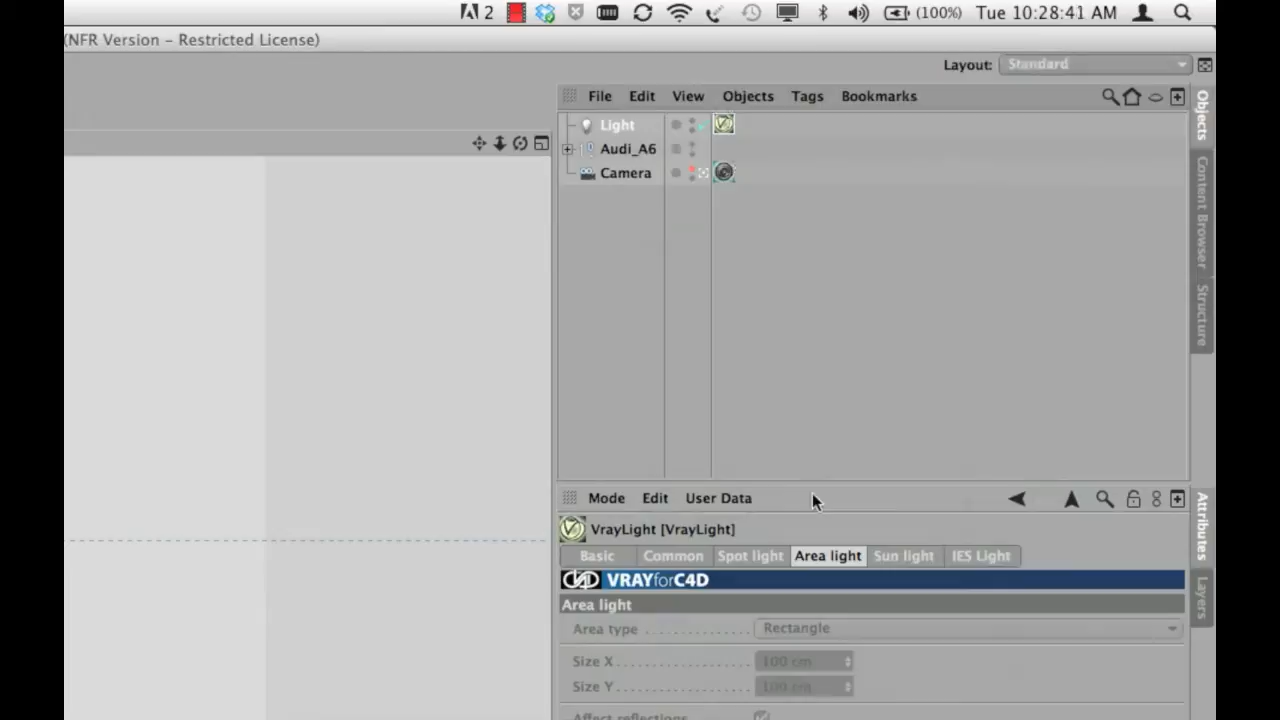 2 (100%) Tue 10:28:41 AM
(NFR Version – Restricted License)
Layout: Standard
File Edit View Objects Tags Bookmarks
Light
Audi_A6
Camera
Objects
Content Browser
Structure
Mode Edit User Data
VrayLight [VrayLight]
Basic Common Spot light Area light Sun light IES Light
VRAYforC4D
Area light
Area type Rectangle
Size X 100 cm
Size Y 100 cm
Affect reflections
Attributes
Layers